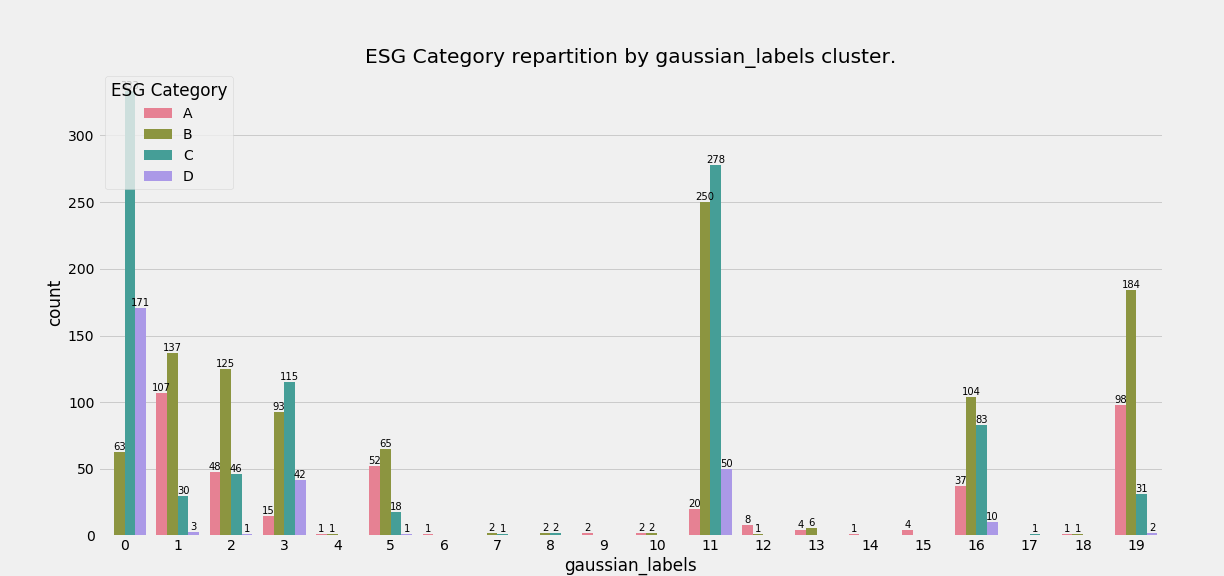 ESG Category repartition by gaussian_labels cluster.
ESG Category
A
B
C
D
count
300
250
200
150
100
50
0
63 171
107 137 30 3
48 125 46 1
15 93 115 42
1 1
52 65 18 1
1
2 1
2 2
2
2 2
20 250 278 50
8 1
4 6
1
4
37 104 83 10
1
1 1
98 184 31 2
0 1 2 3 4 5 6 7 8 9 10 11 12 13 14 15 16 17 18 19
gaussian_labels